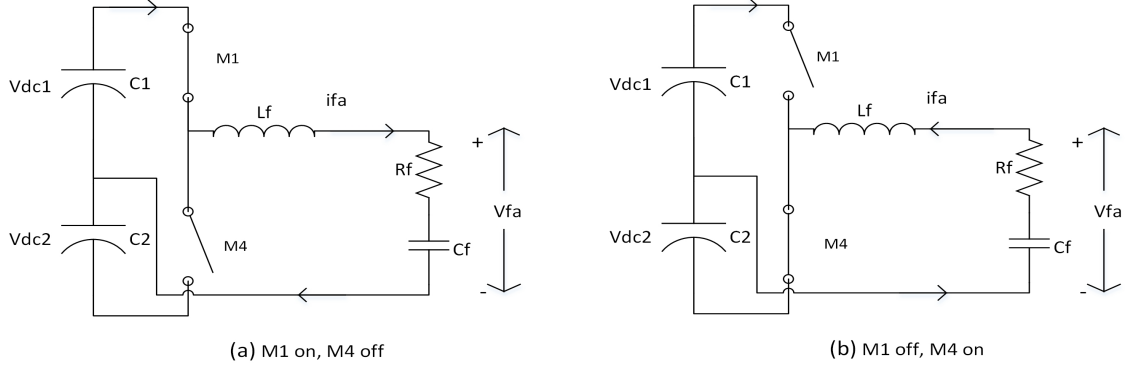 M1
Vdc1
C1
Lf
ifa
+
Rf
Vfa
Vdc2
C2
M4
Cf
-
(a) M1 on, M4 off
M1
Vdc1
C1
Lf
ifa
+
Rf
Vfa
Vdc2
C2
M4
Cf
-
(b) M1 off, M4 on